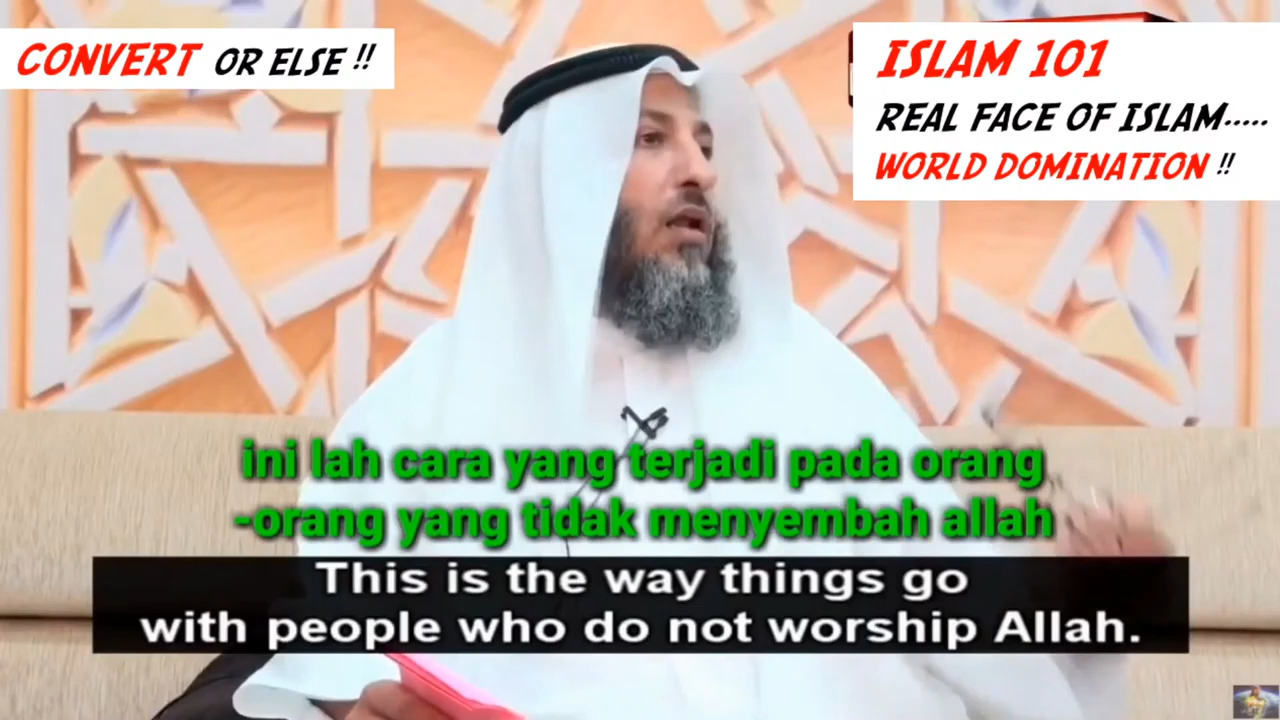 CONVERT OR ELSE !!
ISLAM 101
REAL FACE OF ISLAM.....
WORLD DOMINATION !!
ini lah cara yang terjadi pada orang
-orang yang tidak menyembah allah
This is the way things go
with people who do not worship Allah.